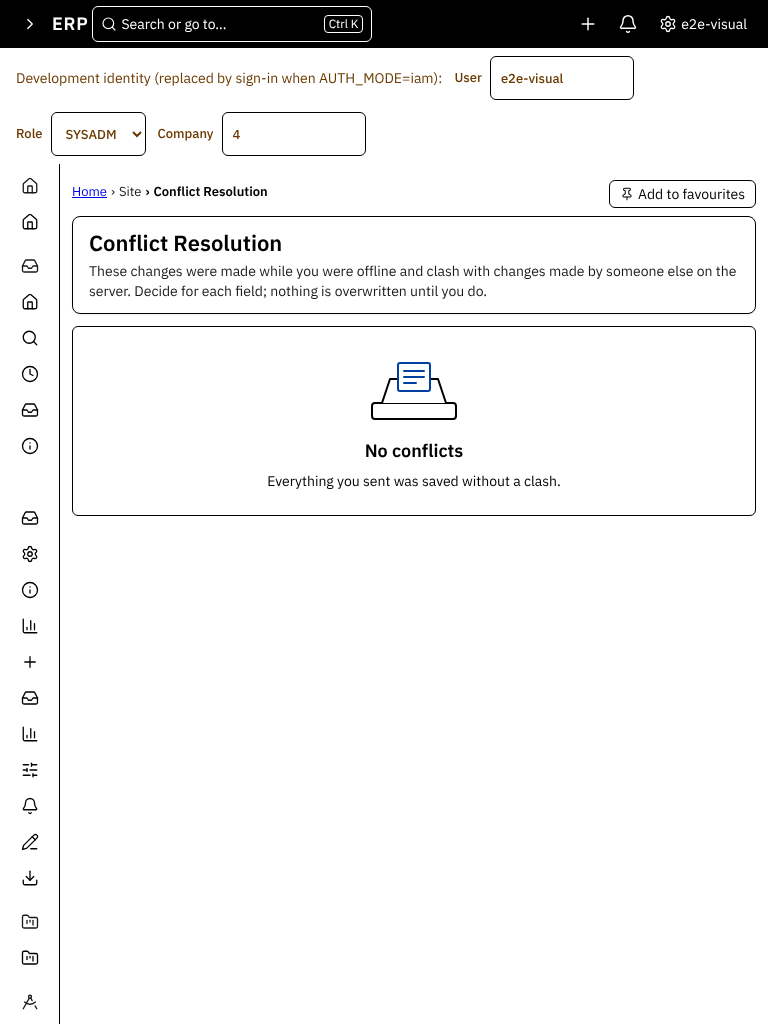 ERP Search or go to... Ctrl K e2e-visual
Development identity (replaced by sign-in when AUTH_MODE=iam): User e2e-visual
Role SYSADM Company 4
Home › Site › Conflict Resolution Add to favourites
Conflict Resolution
These changes were made while you were offline and clash with changes made by someone else on the
server. Decide for each field; nothing is overwritten until you do.
No conflicts
Everything you sent was saved without a clash.